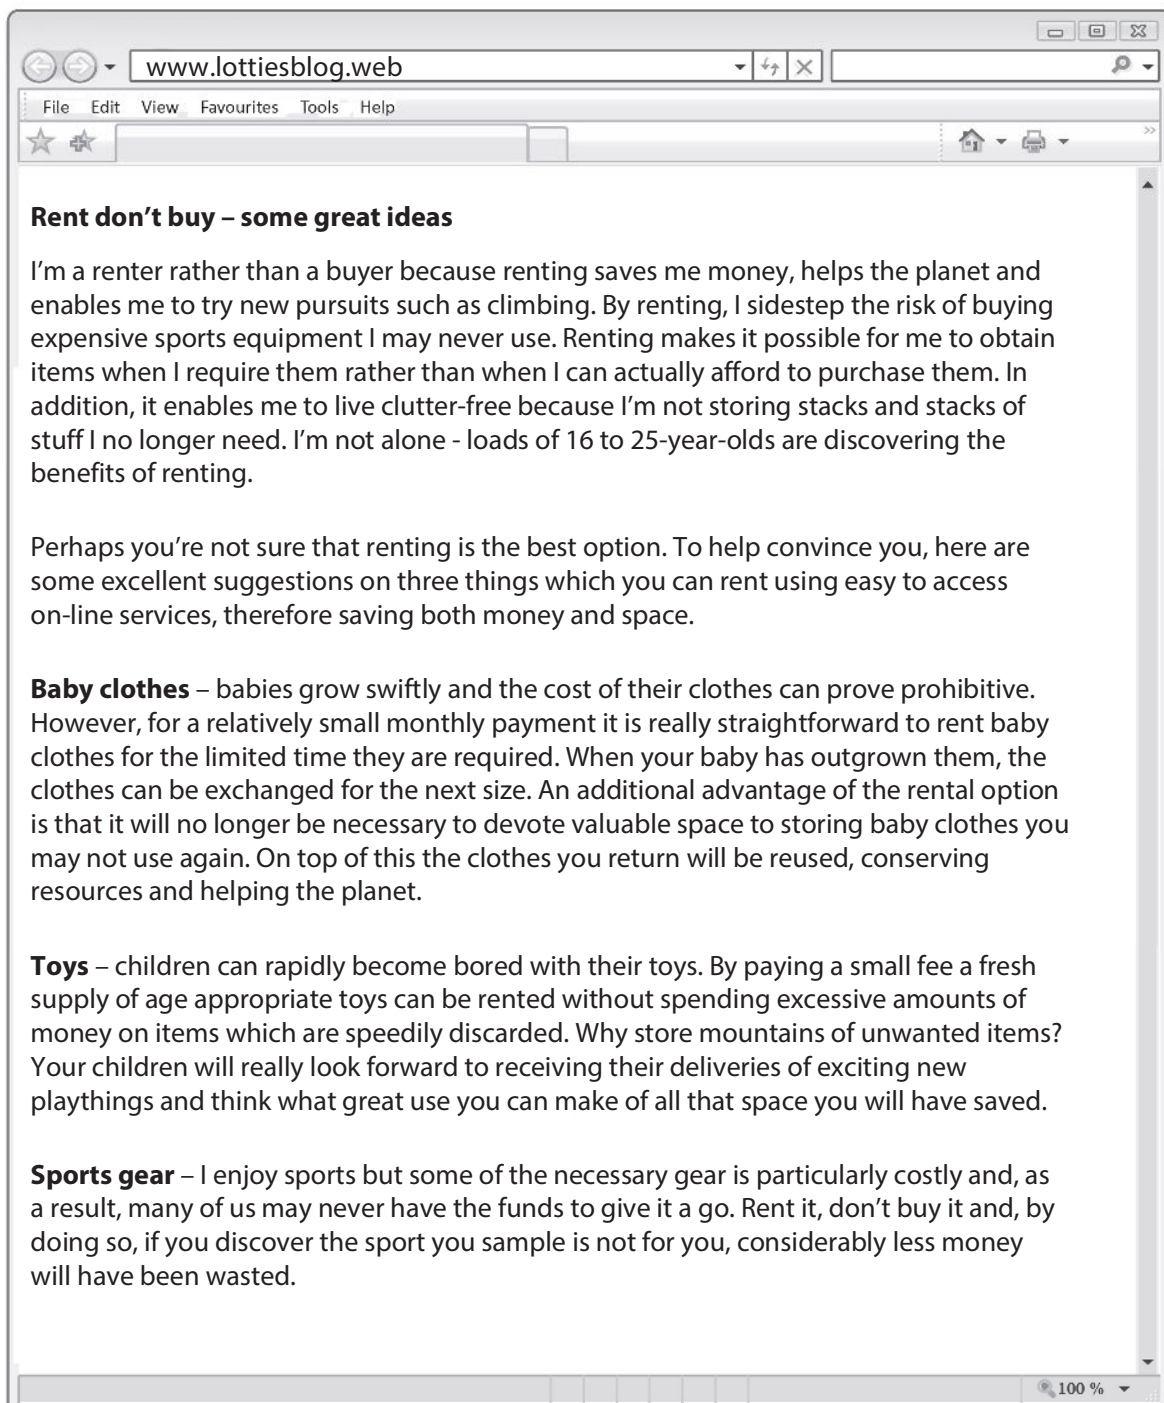 www.lottiesblog.web
File Edit View Favourites Tools Help
Rent don’t buy – some great ideas
I’m a renter rather than a buyer because renting saves me money, helps the planet and
enables me to try new pursuits such as climbing. By renting, I sidestep the risk of buying
expensive sports equipment I may never use. Renting makes it possible for me to obtain
items when I require them rather than when I can actually afford to purchase them. In
addition, it enables me to live clutter-free because I’m not storing stacks and stacks of
stuff I no longer need. I’m not alone - loads of 16 to 25-year-olds are discovering the
benefits of renting.
Perhaps you’re not sure that renting is the best option. To help convince you, here are
some excellent suggestions on three things which you can rent using easy to access
on-line services, therefore saving both money and space.
Baby clothes – babies grow swiftly and the cost of their clothes can prove prohibitive.
However, for a relatively small monthly payment it is really straightforward to rent baby
clothes for the limited time they are required. When your baby has outgrown them, the
clothes can be exchanged for the next size. An additional advantage of the rental option
is that it will no longer be necessary to devote valuable space to storing baby clothes you
may not use again. On top of this the clothes you return will be reused, conserving
resources and helping the planet.
Toys – children can rapidly become bored with their toys. By paying a small fee a fresh
supply of age appropriate toys can be rented without spending excessive amounts of
money on items which are speedily discarded. Why store mountains of unwanted items?
Your children will really look forward to receiving their deliveries of exciting new
playthings and think what great use you can make of all that space you will have saved.
Sports gear – I enjoy sports but some of the necessary gear is particularly costly and, as
a result, many of us may never have the funds to give it a go. Rent it, don’t buy it and, by
doing so, if you discover the sport you sample is not for you, considerably less money
will have been wasted.
100 %